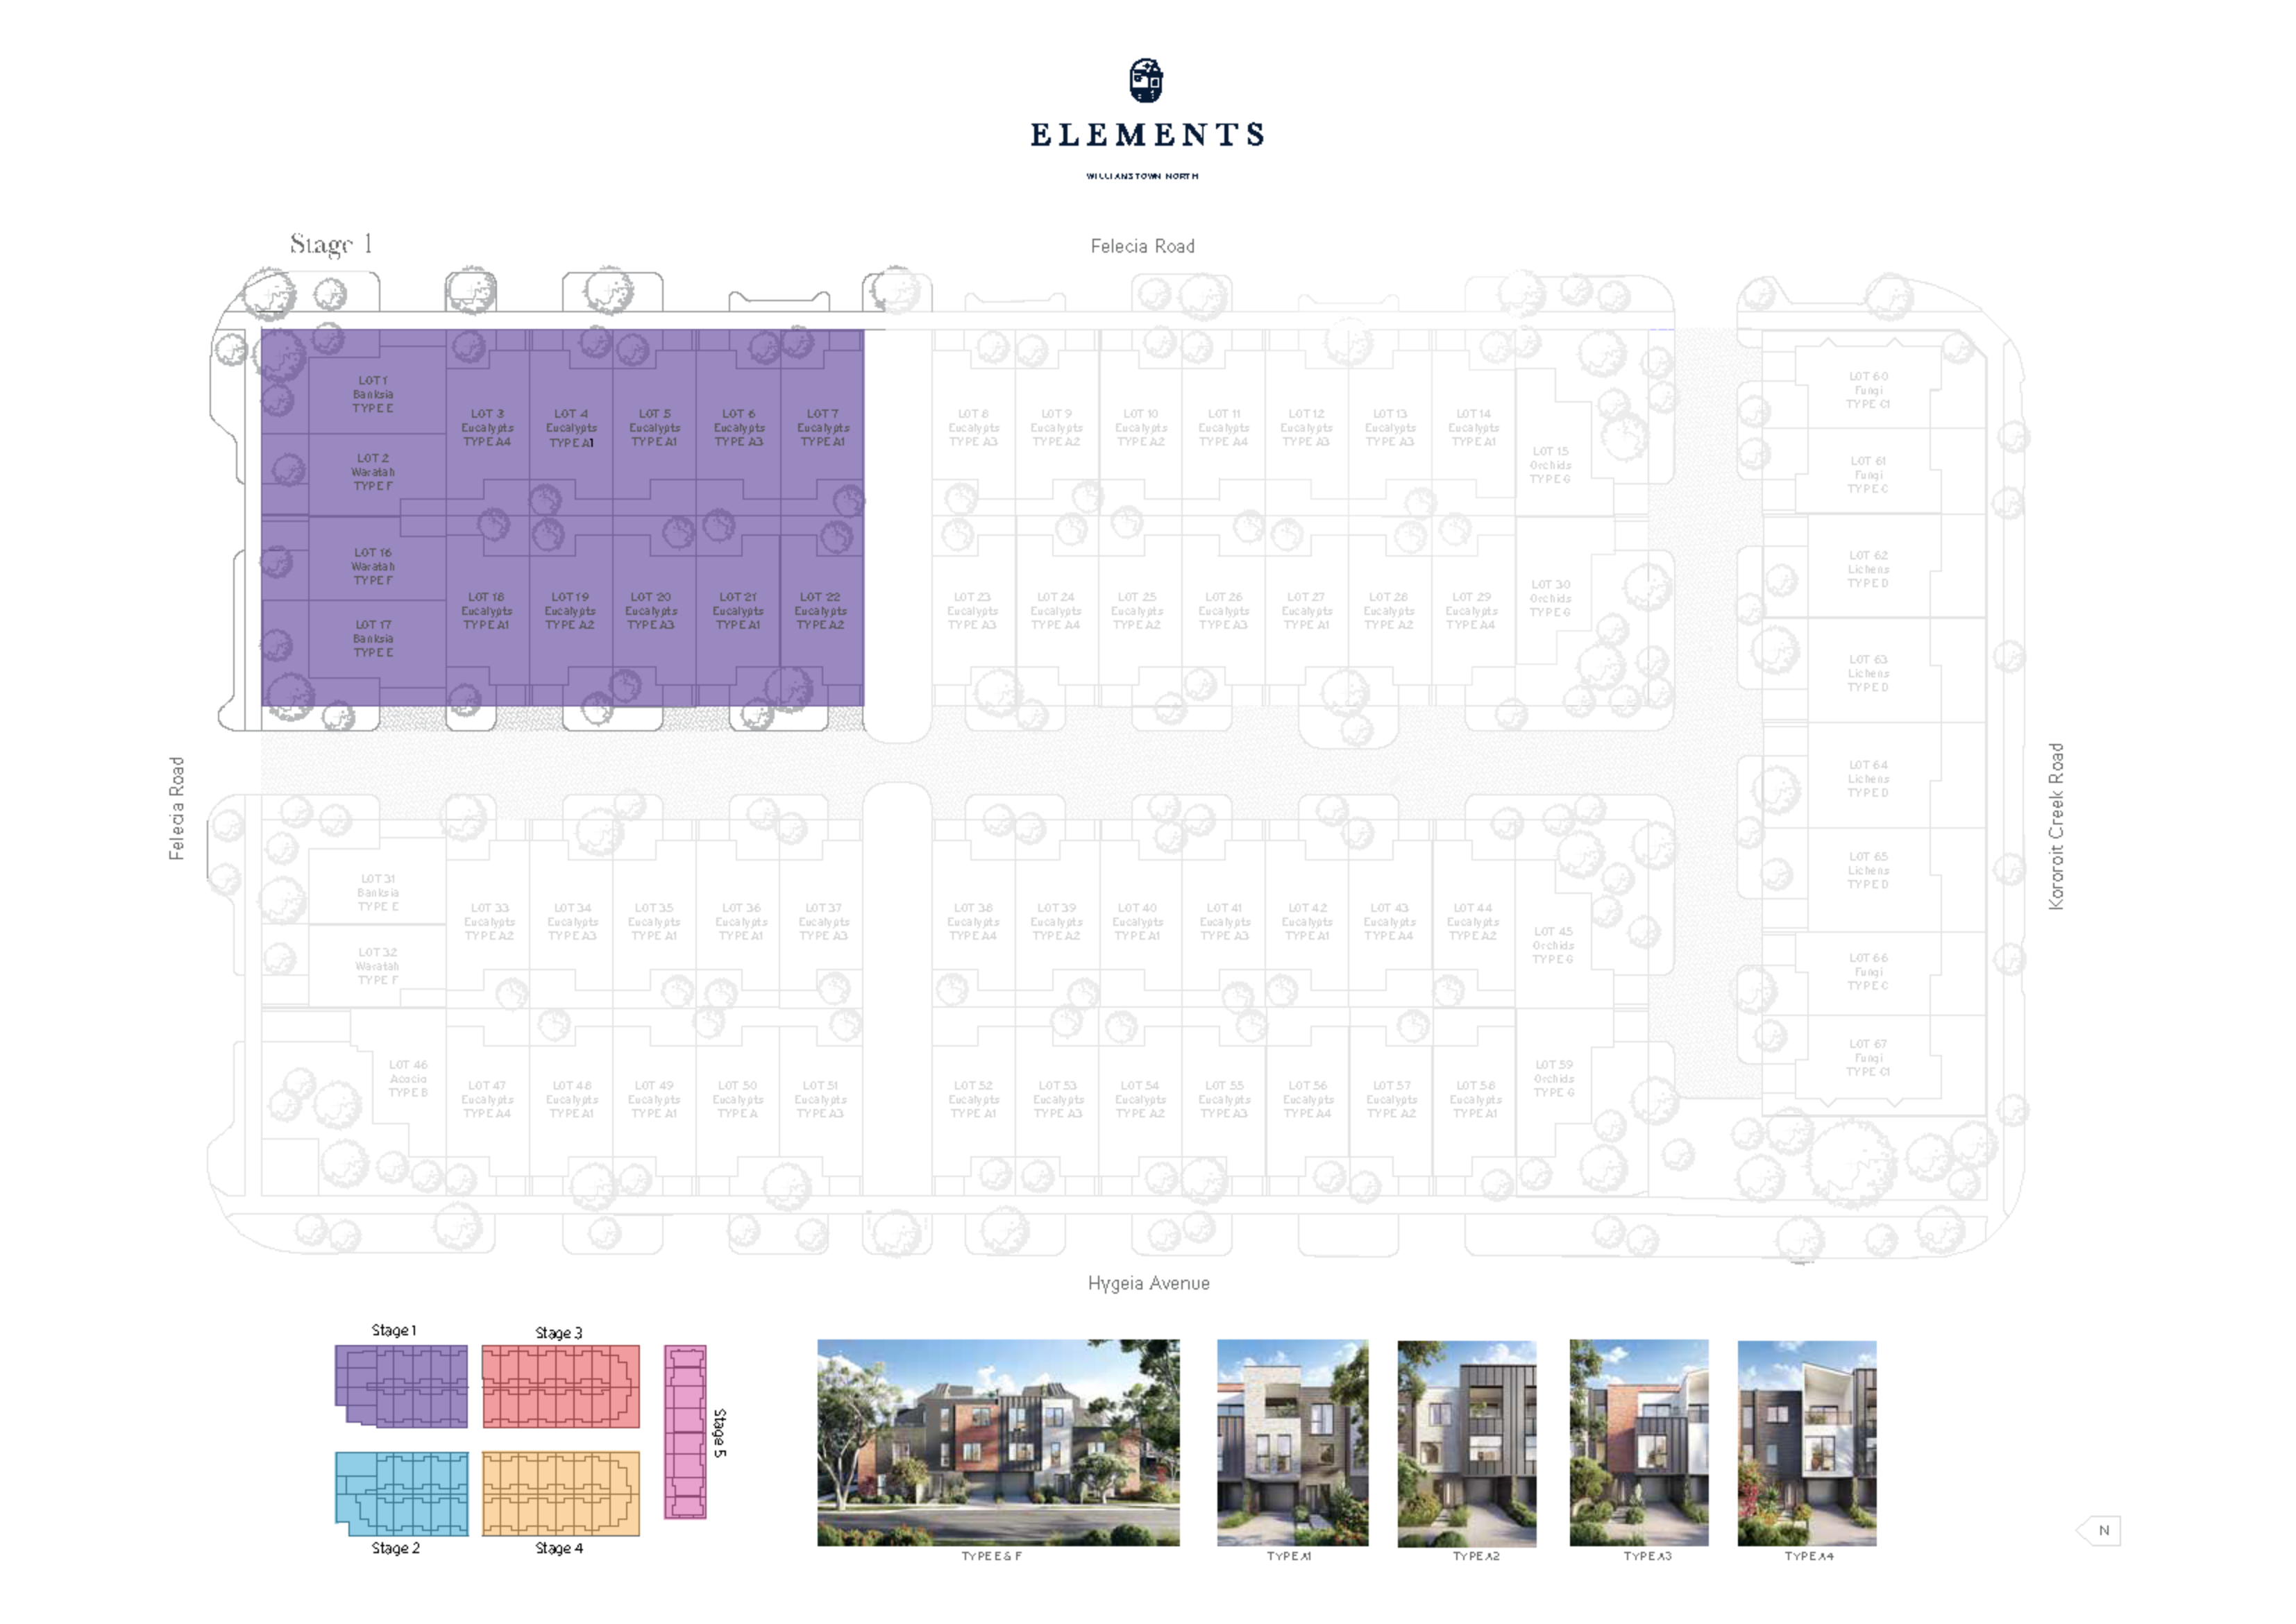 ELEMENTS
WILLIAMSTOWN NORTH
Stage 1
Felecia Road
LOT 1
Banksia
TYPE E
LOT 2
Waratah
TYPE F
LOT 3
Eucalypts
TYPE A4
LOT 4
Eucalypts
TYPE A1
LOT 5
Eucalypts
TYPE A1
LOT 6
Eucalypts
TYPE A3
LOT 7
Eucalypts
TYPE A1
LOT 8
Eucalypts
TYPE A3
LOT 9
Eucalypts
TYPE A2
LOT 10
Eucalypts
TYPE A2
LOT 11
Eucalypts
TYPE A4
LOT 12
Eucalypts
TYPE A3
LOT 13
Eucalypts
TYPE A3
LOT 14
Eucalypts
TYPE A1
LOT 15
Orchids
TYPE G
LOT 60
Fungi
TYPE C1
LOT 61
Fungi
TYPE C
LOT 16
Waratah
TYPE F
LOT 17
Banksia
TYPE E
LOT 18
Eucalypts
TYPE A1
LOT 19
Eucalypts
TYPE A2
LOT 20
Eucalypts
TYPE A3
LOT 21
Eucalypts
TYPE A1
LOT 22
Eucalypts
TYPE A2
LOT 23
Eucalypts
TYPE A3
LOT 24
Eucalypts
TYPE A4
LOT 25
Eucalypts
TYPE A2
LOT 26
Eucalypts
TYPE A3
LOT 27
Eucalypts
TYPE A1
LOT 28
Eucalypts
TYPE A2
LOT 29
Eucalypts
TYPE A4
LOT 30
Orchids
TYPE G
LOT 62
Lichens
TYPE D
LOT 63
Lichens
TYPE D
LOT 64
Lichens
TYPE D
LOT 65
Lichens
TYPE D
Felecia Road
Kororoit Creek Road
LOT 31
Banksia
TYPE E
LOT 32
Waratah
TYPE F
LOT 33
Eucalypts
TYPE A2
LOT 34
Eucalypts
TYPE A3
LOT 35
Eucalypts
TYPE A1
LOT 36
Eucalypts
TYPE A1
LOT 37
Eucalypts
TYPE A3
LOT 38
Eucalypts
TYPE A4
LOT 39
Eucalypts
TYPE A2
LOT 40
Eucalypts
TYPE A1
LOT 41
Eucalypts
TYPE A3
LOT 42
Eucalypts
TYPE A1
LOT 43
Eucalypts
TYPE A4
LOT 44
Eucalypts
TYPE A2
LOT 45
Orchids
TYPE G
LOT 66
Fungi
TYPE C
LOT 67
Fungi
TYPE C1
LOT 46
Acacia
TYPE B
LOT 47
Eucalypts
TYPE A4
LOT 48
Eucalypts
TYPE A1
LOT 49
Eucalypts
TYPE A1
LOT 50
Eucalypts
TYPE A
LOT 51
Eucalypts
TYPE A3
LOT 52
Eucalypts
TYPE A1
LOT 53
Eucalypts
TYPE A3
LOT 54
Eucalypts
TYPE A2
LOT 55
Eucalypts
TYPE A3
LOT 56
Eucalypts
TYPE A4
LOT 57
Eucalypts
TYPE A2
LOT 58
Eucalypts
TYPE A1
LOT 59
Orchids
TYPE G
Hygeia Avenue
Stage 1
Stage 3
Stage 5
Stage 2
Stage 4
TYPE E & F
TYPE A1
TYPE A2
TYPE A3
TYPE A4
N